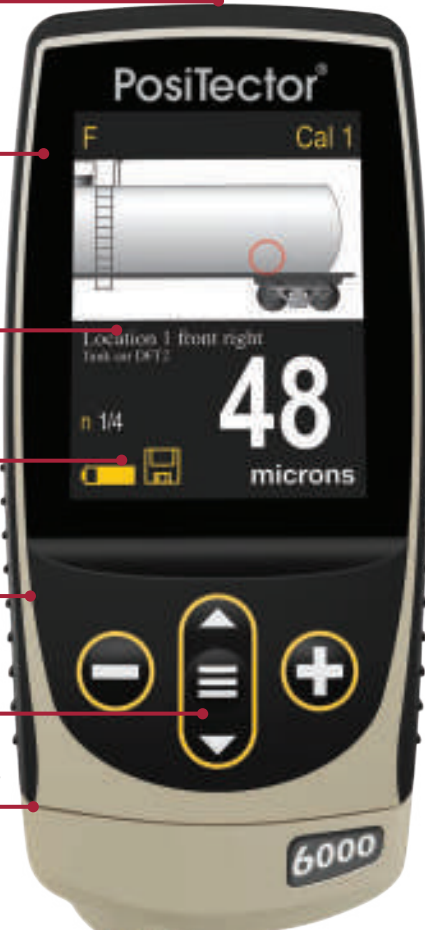 PosiTector®
F Cal 1
Location 1 front right
Tank car DFT2
48
n 1/4
microns
6000